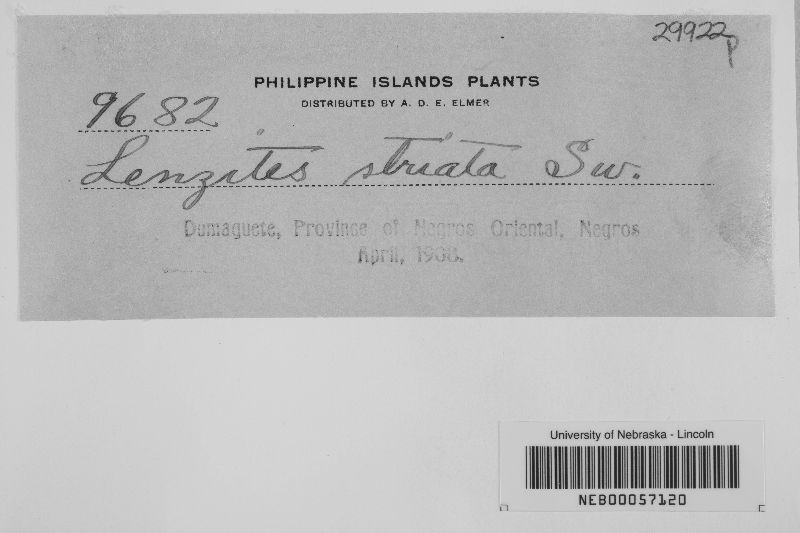 29922
p
PHILIPPINE ISLANDS PLANTS
DISTRIBUTED BY A. D. E. ELMER
9682
Lenzites striata Sw.
Dumaguete, Province of Negros Oriental, Negros
April, 1908.
University of Nebraska - Lincoln
NEB00057120